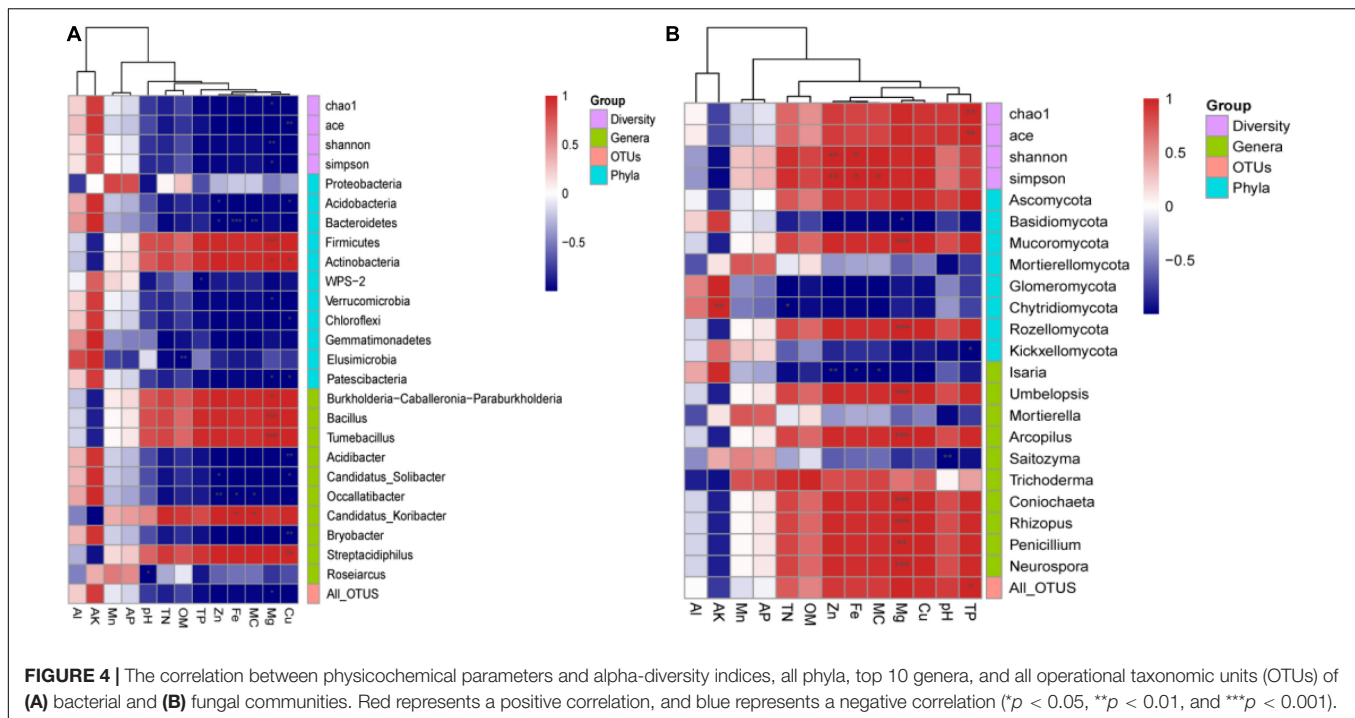 A
chao1
ace
shannon
simpson
Proteobacteria
Acidobacteria
Bacteroidetes
Firmicutes
Actinobacteria
WPS-2
Verrucomicrobia
Chloroflexi
Gemmatimonadetes
Elusimicrobia
Patescibacteria
Burkholderia-Caballeronia-Paraburkholderia
Bacillus
Tumebacillus
Acidibacter
Candidatus_Solibacter
Occallatibacter
Candidatus_Koribacter
Bryobacter
Streptacidiphilus
Roseiarcus
All_OTUS
Al AK Mn AP pH TN OM TP Zn Fe MC Mg Cu
1
0.5
0
−0.5
Group
Diversity
Genera
OTUs
Phyla
B
chao1
ace
shannon
simpson
Ascomycota
Basidiomycota
Mucoromycota
Mortierellomycota
Glomeromycota
Chytridiomycota
Rozellomycota
Kickxellomycota
Isaria
Umbelopsis
Mortierella
Arcopilus
Saitozyma
Trichoderma
Coniochaeta
Rhizopus
Penicillium
Neurospora
All_OTUS
Al AK Mn AP TN OM Zn Fe MC Mg Cu pH TP
1
0.5
0
−0.5
Group
Diversity
Genera
OTUs
Phyla
FIGURE 4 | The correlation between physicochemical parameters and alpha-diversity indices, all phyla, top 10 genera, and all operational taxonomic units (OTUs) of
(A) bacterial and (B) fungal communities. Red represents a positive correlation, and blue represents a negative correlation (*p < 0.05, **p < 0.01, and ***p < 0.001).